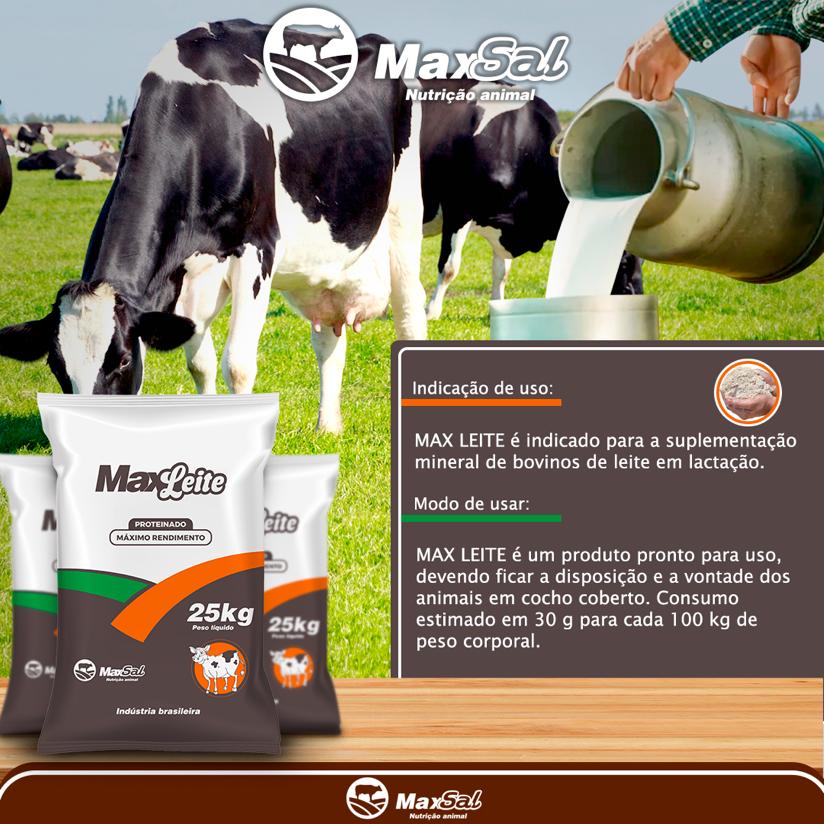 MaxSal
Nutrição animal
Indicação de uso:
MAX LEITE é indicado para a suplementação
mineral de bovinos de leite em lactação.
Modo de usar:
MAX LEITE é um produto pronto para uso,
devendo ficar a disposição e a vontade dos
animais em cocho coberto. Consumo
estimado em 30 g para cada 100 kg de
peso corporal.
MaxLeite
PROTEINADO
MÁXIMO RENDIMENTO
25kg
Peso líquido
MaxSal
Nutrição animal
Indústria brasileira
M
eite
ENTO
25kg
Peso líquido
MaxSal
Nutrição animal